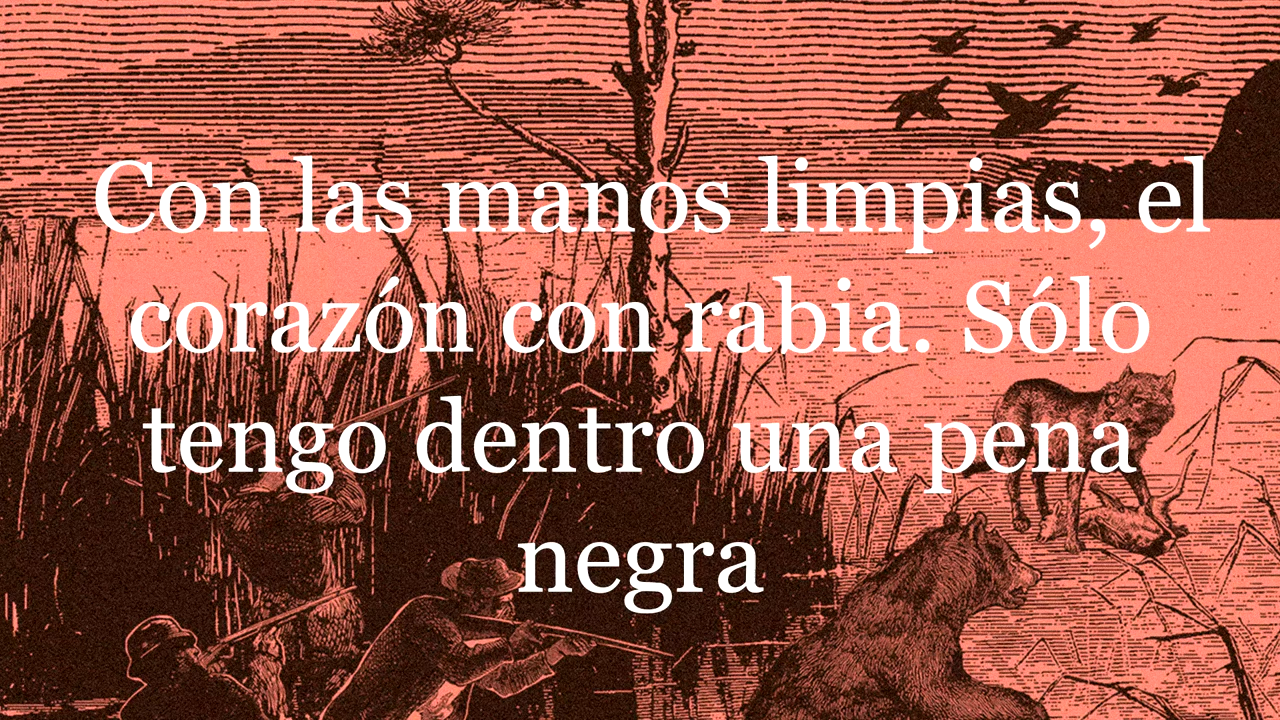 Con las manos limpias, el
corazón con rabia. Sólo
tengo dentro una pena
negra